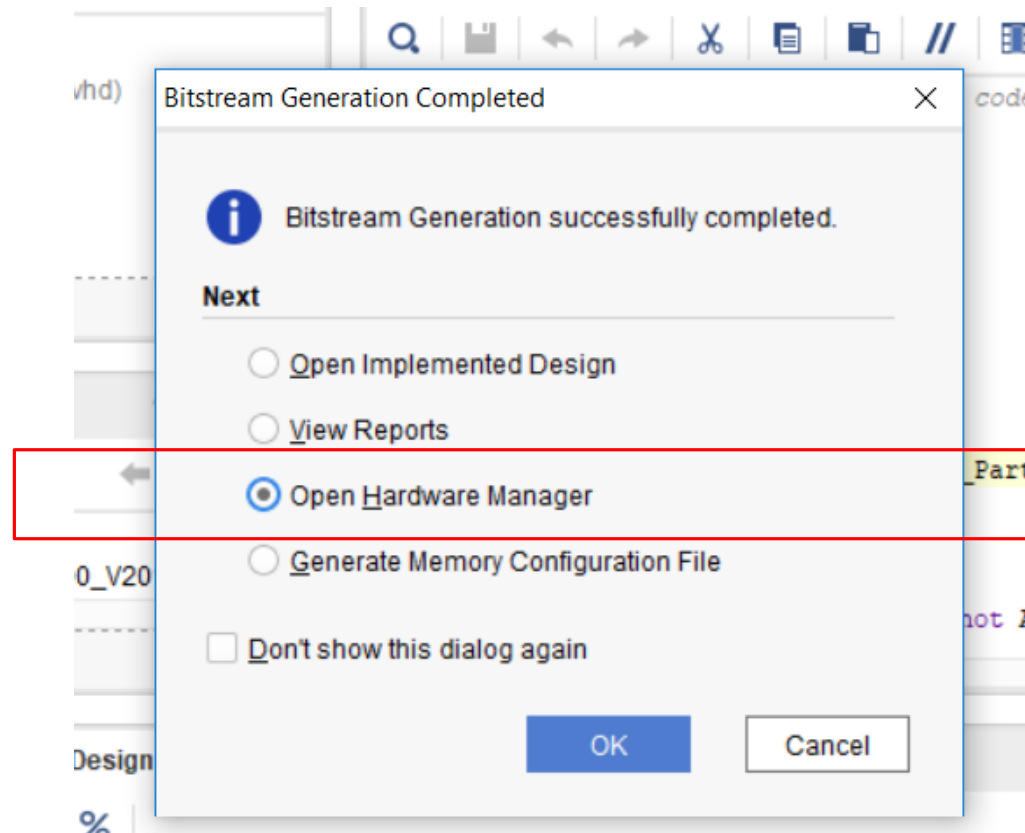 vhd)
Bitstream Generation Completed
code
Bitstream Generation successfully completed.
Next
Open Implemented Design
View Reports
_Part
Open Hardware Manager
Generate Memory Configuration File
0_V20
not
Don't show this dialog again
OK
Cancel
Design
%